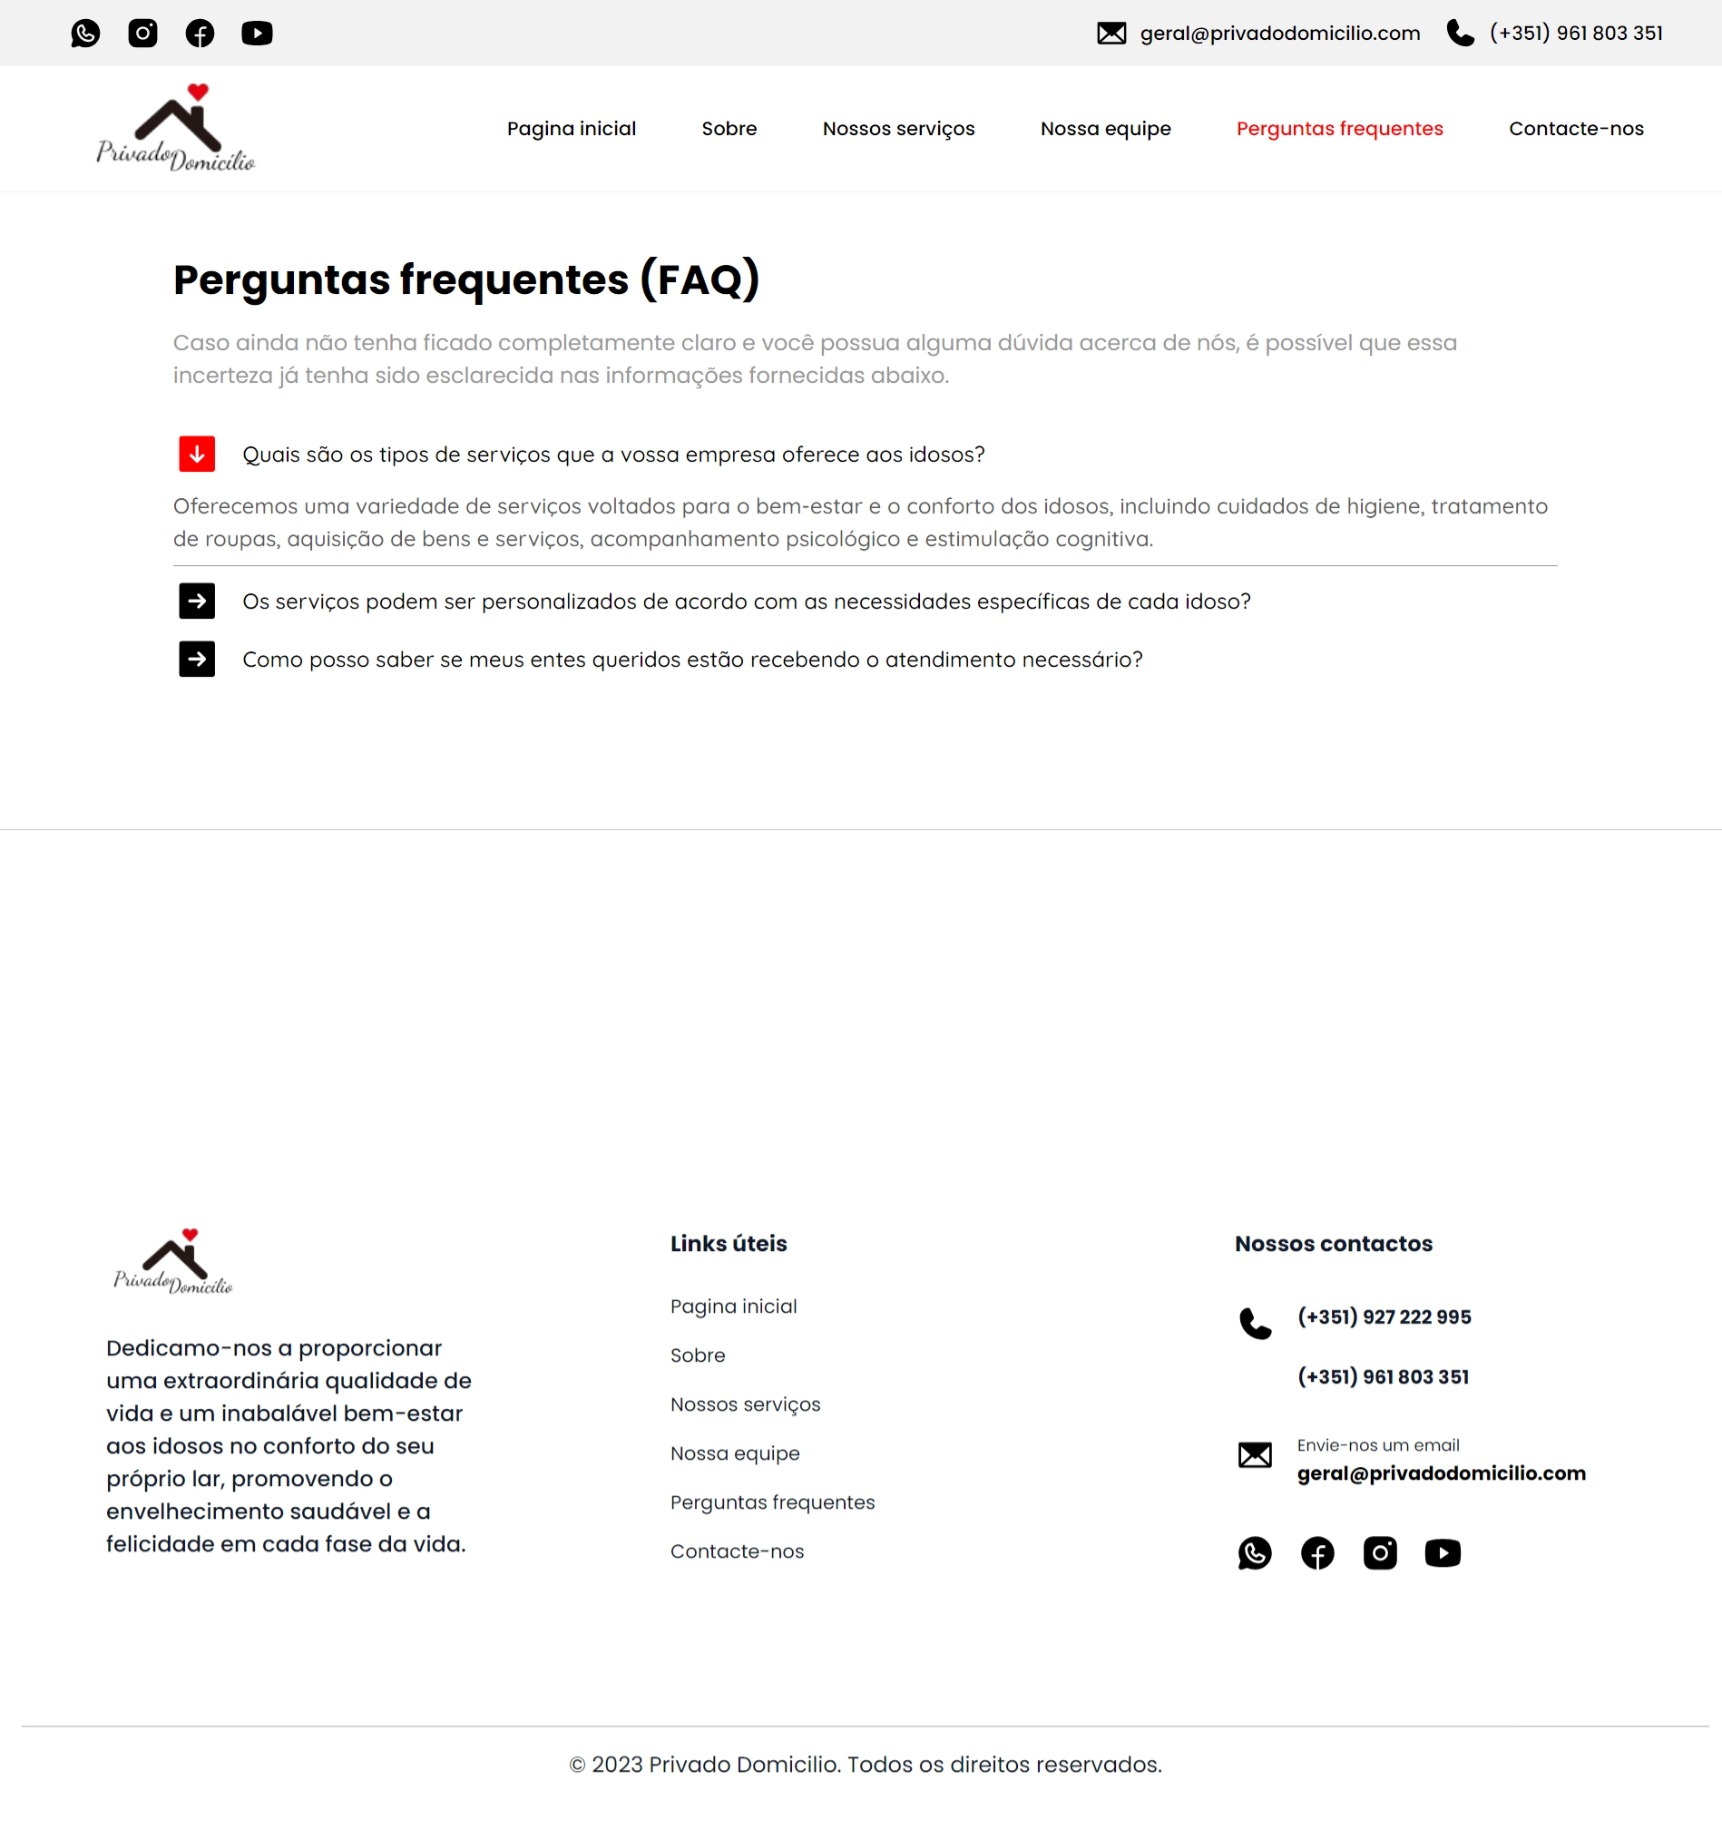 geral@privadodomicilio.com (+351) 961 803 351
Privado Domicílio
Pagina inicial Sobre Nossos serviços Nossa equipe Perguntas frequentes Contacte-nos
Perguntas frequentes (FAQ)
Caso ainda não tenha ficado completamente claro e você possua alguma dúvida acerca de nós, é possível que essa
incerteza já tenha sido esclarecida nas informações fornecidas abaixo.
Quais são os tipos de serviços que a vossa empresa oferece aos idosos?
Oferecemos uma variedade de serviços voltados para o bem-estar e o conforto dos idosos, incluindo cuidados de higiene, tratamento
de roupas, aquisição de bens e serviços, acompanhamento psicológico e estimulação cognitiva.
Os serviços podem ser personalizados de acordo com as necessidades específicas de cada idoso?
Como posso saber se meus entes queridos estão recebendo o atendimento necessário?
Privado Domicílio
Dedicamo-nos a proporcionar
uma extraordinária qualidade de
vida e um inabalável bem-estar
aos idosos no conforto do seu
próprio lar, promovendo o
envelhecimento saudável e a
felicidade em cada fase da vida.
Links úteis
Pagina inicial
Sobre
Nossos serviços
Nossa equipe
Perguntas frequentes
Contacte-nos
Nossos contactos
(+351) 927 222 995
(+351) 961 803 351
Envie-nos um email
geral@privadodomicilio.com
© 2023 Privado Domicilio. Todos os direitos reservados.